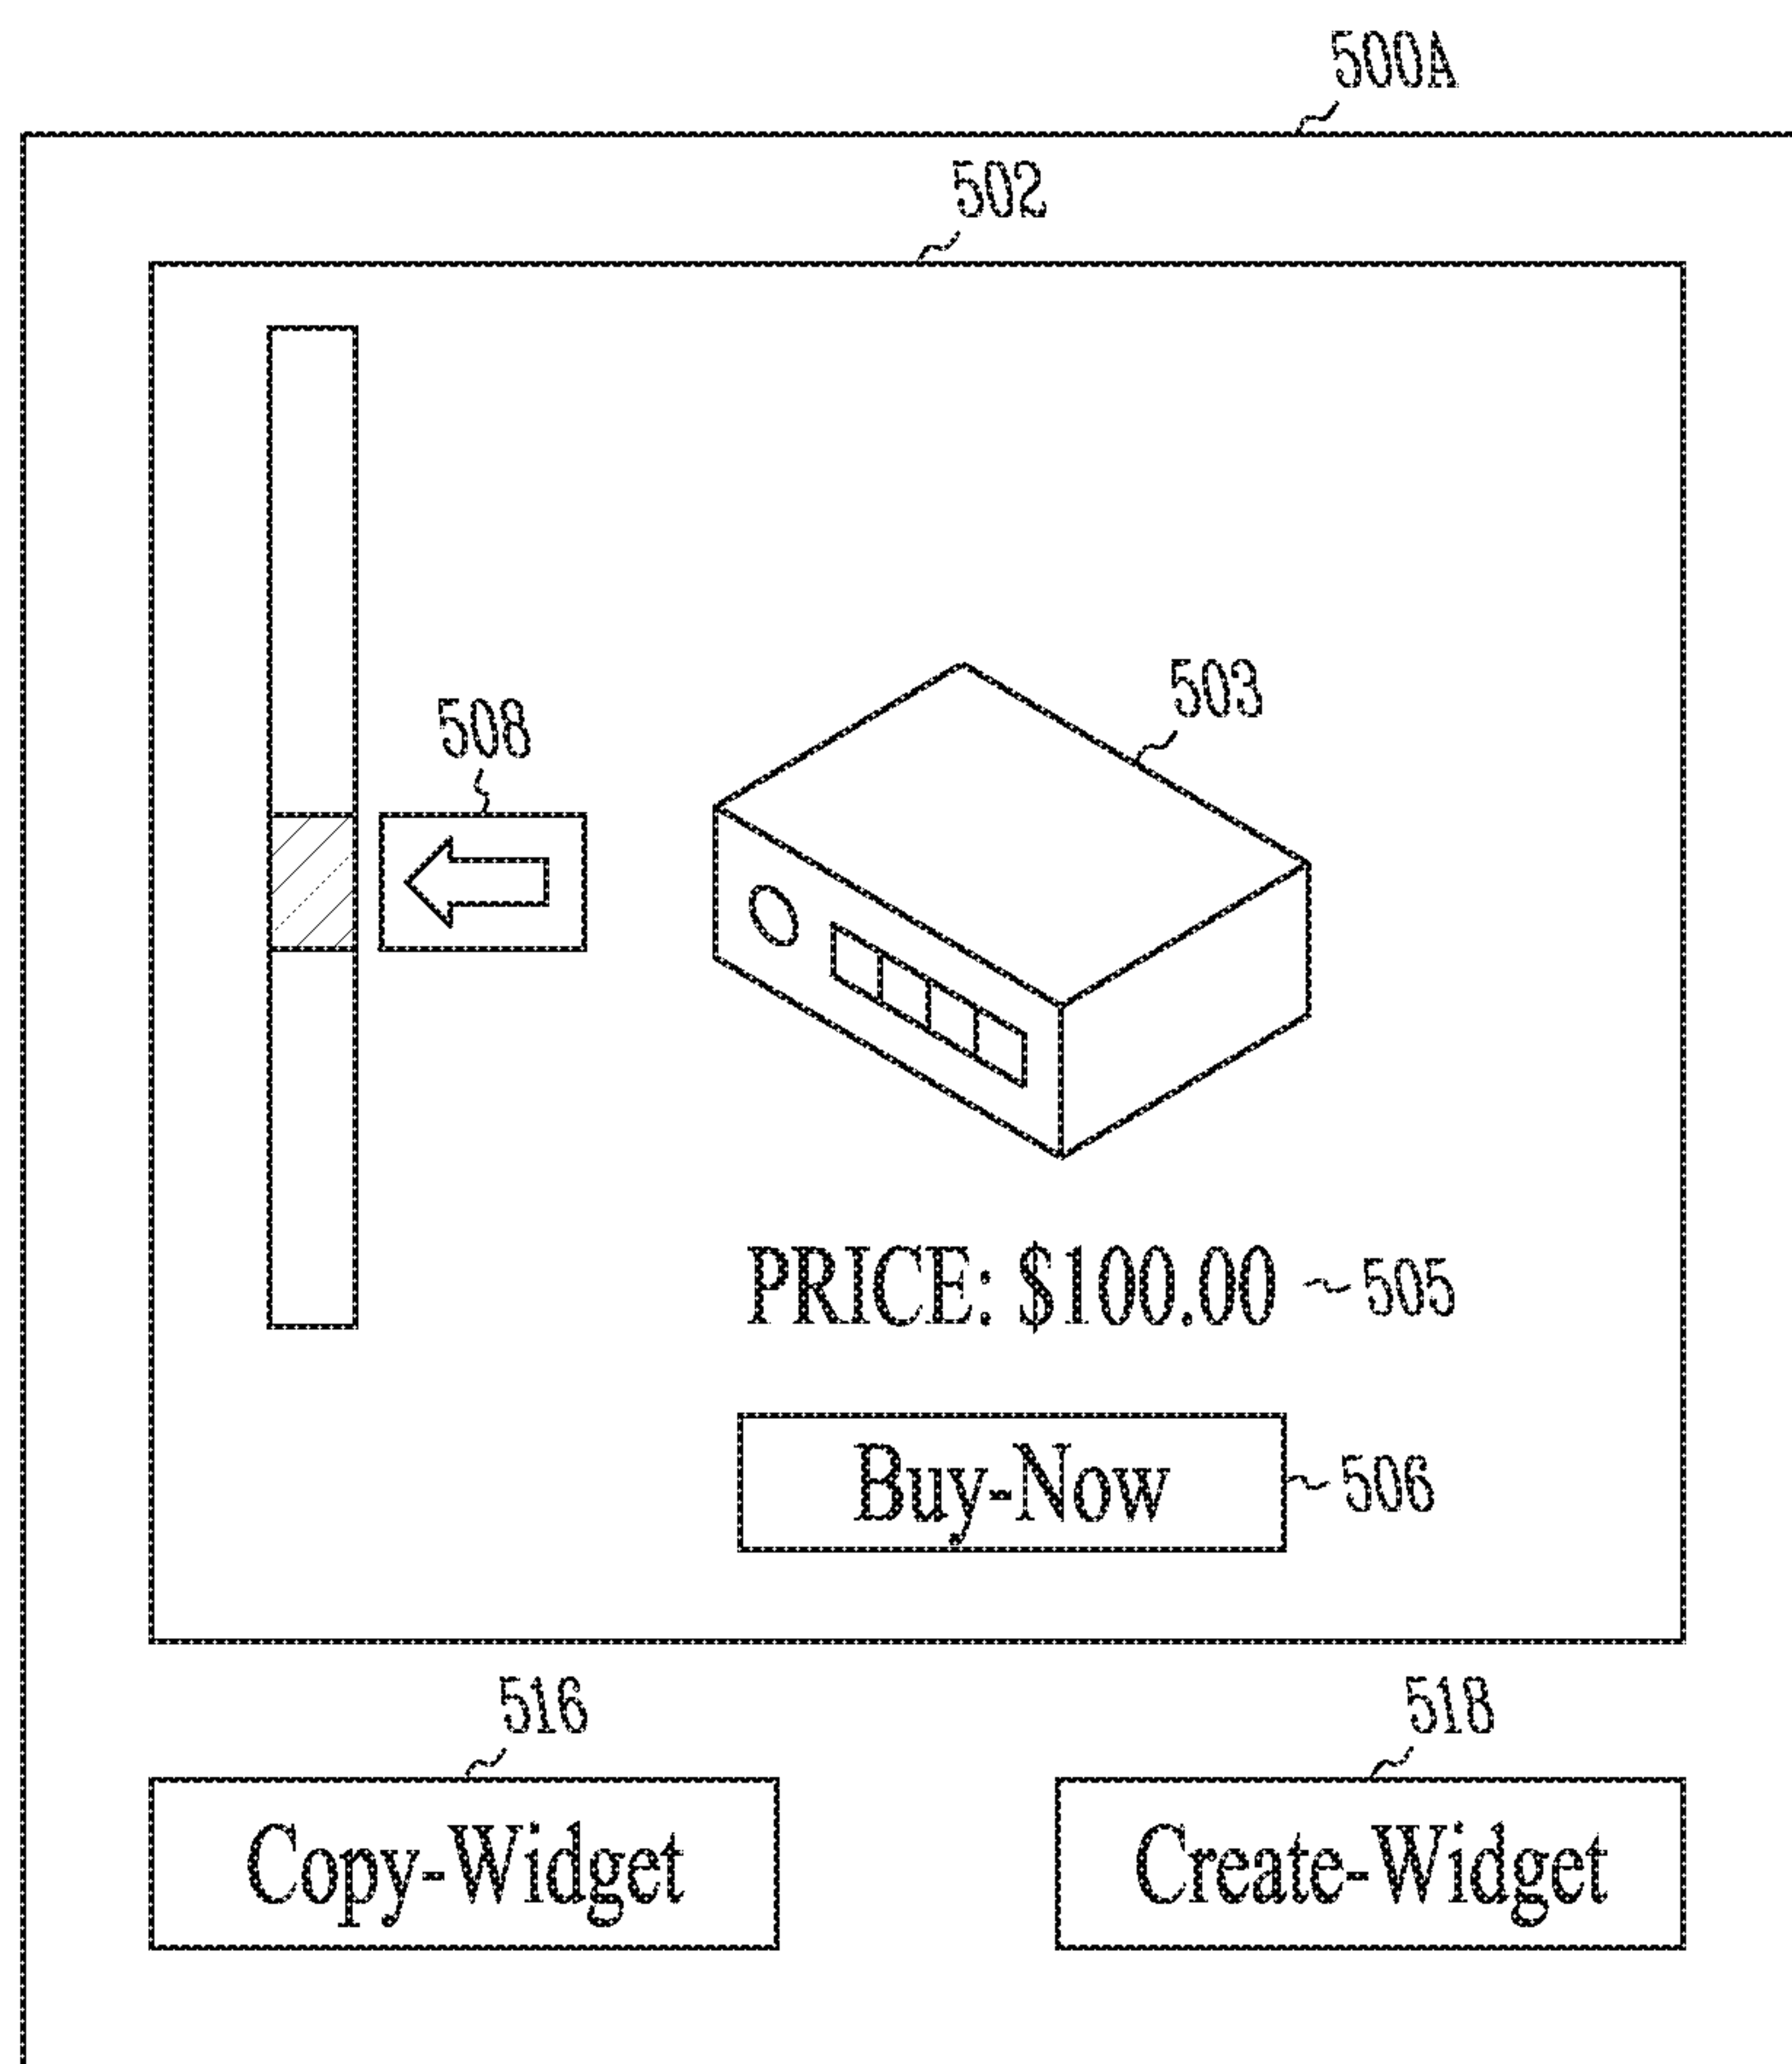 500A
502
503
508
PRICE: $100.00 505
Buy-Now 506
516 518
Copy-Widget Create-Widget